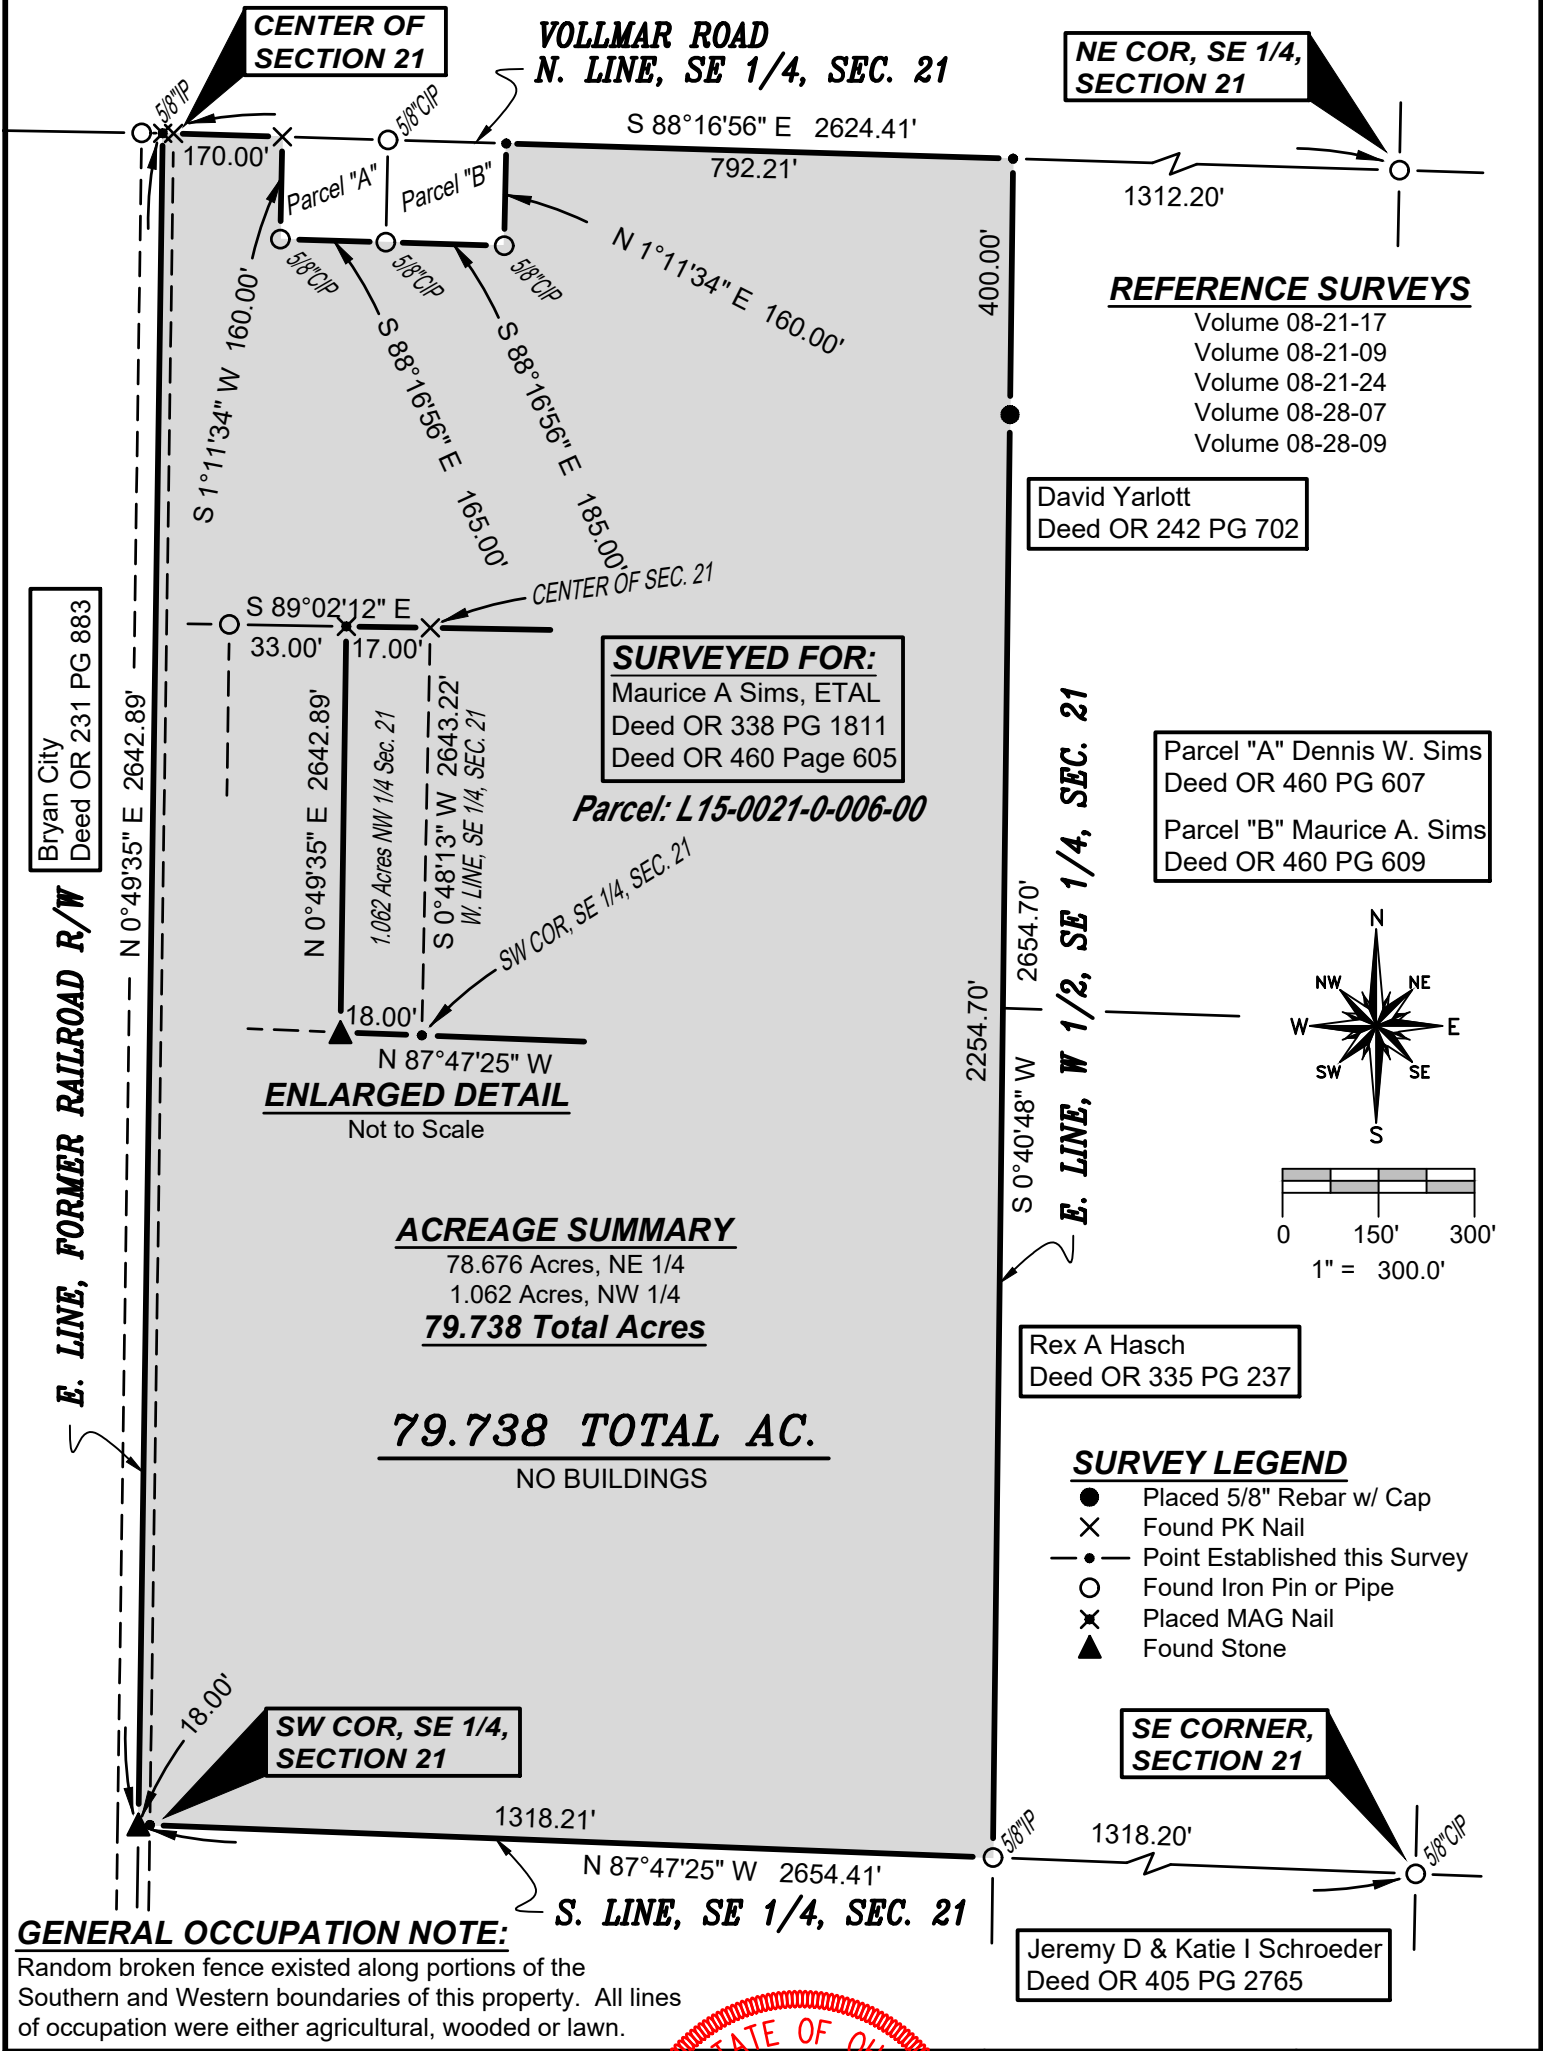 CENTER OF
SECTION 21
VOLLMAR ROAD
N. LINE, SE 1/4, SEC. 21
NE COR, SE 1/4,
SECTION 21
5/8"IP
5/8"CIP
S 88°16'56" E 2624.41'
170.00'
792.21'
1312.20'
Parcel "A"
Parcel "B"
5/8"CIP
5/8"CIP
5/8"CIP
S 1°11'34" W 160.00'
S 88°16'56" E 165.00'
S 88°16'56" E 185.00'
N 1°11'34" E 160.00'
400.00'
REFERENCE SURVEYS
Volume 08-21-17
Volume 08-21-09
Volume 08-21-24
Volume 08-28-07
Volume 08-28-09
David Yarlott
Deed OR 242 PG 702
Bryan City
Deed OR 231 PG 883
N 0°49'35" E 2642.89'
E. LINE, FORMER RAILROAD R/W
S 89°02'12" E
33.00'
17.00'
CENTER OF SEC. 21
N 0°49'35" E 2642.89'
1.062 Acres NW 1/4 Sec. 21
S 0°48'13" W 2643.22'
W. LINE, SE 1/4, SEC. 21
SW COR, SE 1/4, SEC. 21
18.00'
N 87°47'25" W
ENLARGED DETAIL
Not to Scale
SURVEYED FOR:
Maurice A Sims, ETAL
Deed OR 338 PG 1811
Deed OR 460 Page 605
Parcel: L15-0021-0-006-00
Parcel "A" Dennis W. Sims
Deed OR 460 PG 607
Parcel "B" Maurice A. Sims
Deed OR 460 PG 609
2254.70'
S 0°40'48" W 2654.70'
E. LINE, W 1/2, SE 1/4, SEC. 21
N
NW
NE
W
E
SW
SE
S
0 150' 300'
1" = 300.0'
ACREAGE SUMMARY
78.676 Acres, NE 1/4
1.062 Acres, NW 1/4
79.738 Total Acres
79.738 TOTAL AC.
NO BUILDINGS
Rex A Hasch
Deed OR 335 PG 237
SURVEY LEGEND
Placed 5/8" Rebar w/ Cap
Found PK Nail
Point Established this Survey
Found Iron Pin or Pipe
Placed MAG Nail
Found Stone
18.00'
SW COR, SE 1/4,
SECTION 21
SE CORNER,
SECTION 21
1318.21'
N 87°47'25" W 2654.41'
S. LINE, SE 1/4, SEC. 21
5/8"IP
1318.20'
5/8"CIP
Jeremy D & Katie I Schroeder
Deed OR 405 PG 2765
GENERAL OCCUPATION NOTE:
Random broken fence existed along portions of the
Southern and Western boundaries of this property. All lines
of occupation were either agricultural, wooded or lawn.
OF